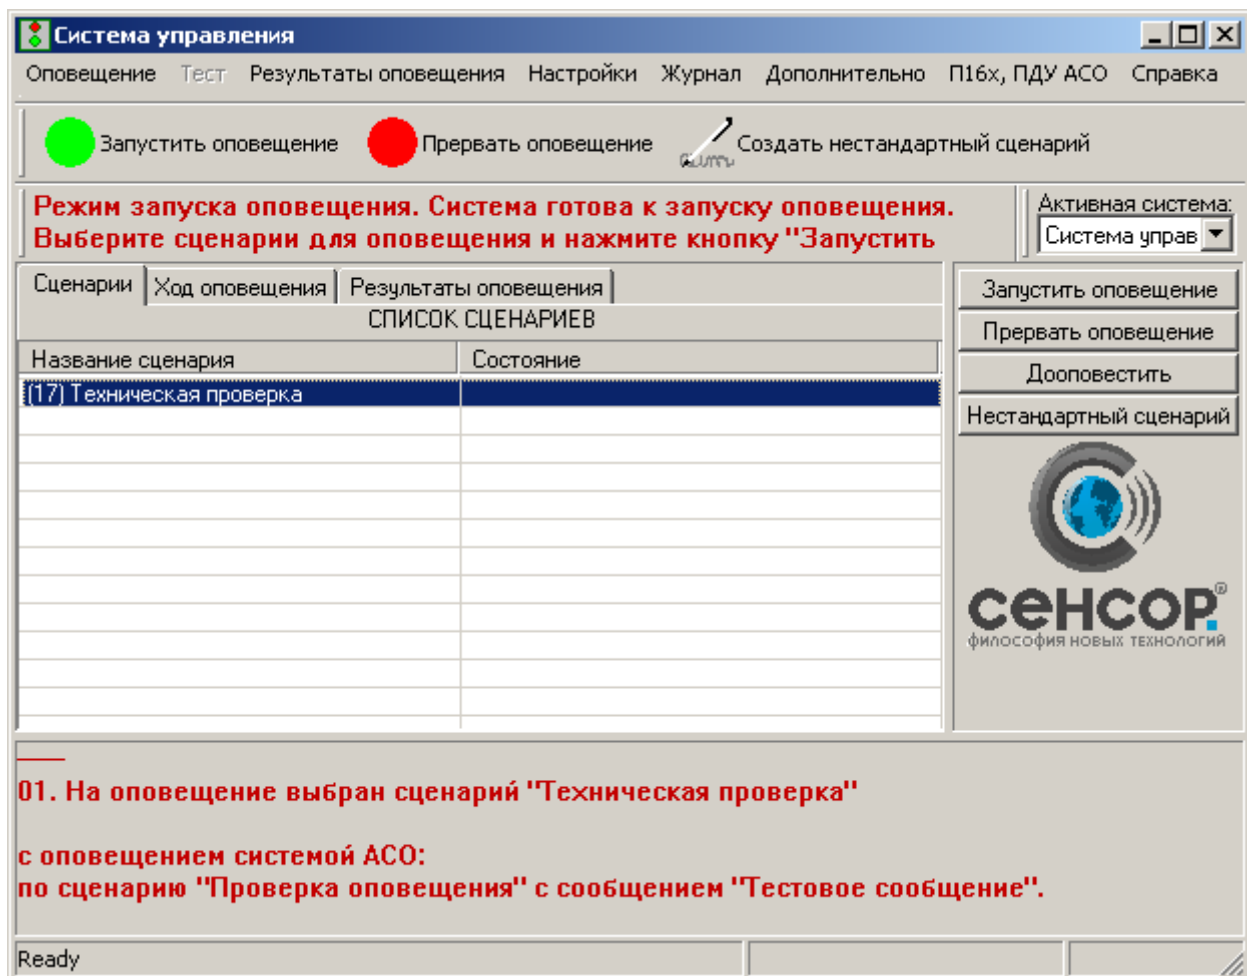 Система управления
Оповещение Тест Результаты оповещения Настройки Журнал Дополнительно П16х, ПДУ АСО Справка
Запустить оповещение Прервать оповещение Создать нестандартный сценарий
Режим запуска оповещения. Система готова к запуску оповещения.
Выберите сценарии для оповещения и нажмите кнопку "Запустить
Активная система:
Система управ
Сценарии Ход оповещения Результаты оповещения
СПИСОК СЦЕНАРИЕВ
Название сценария Состояние
(17) Техническая проверка
Запустить оповещение
Прервать оповещение
Дооповестить
Нестандартный сценарий
сенсор®
философия новых технологий
01. На оповещение выбран сценарий "Техническая проверка"
с оповещением системой АСО:
по сценарию "Проверка оповещения" с сообщением "Тестовое сообщение".
Ready